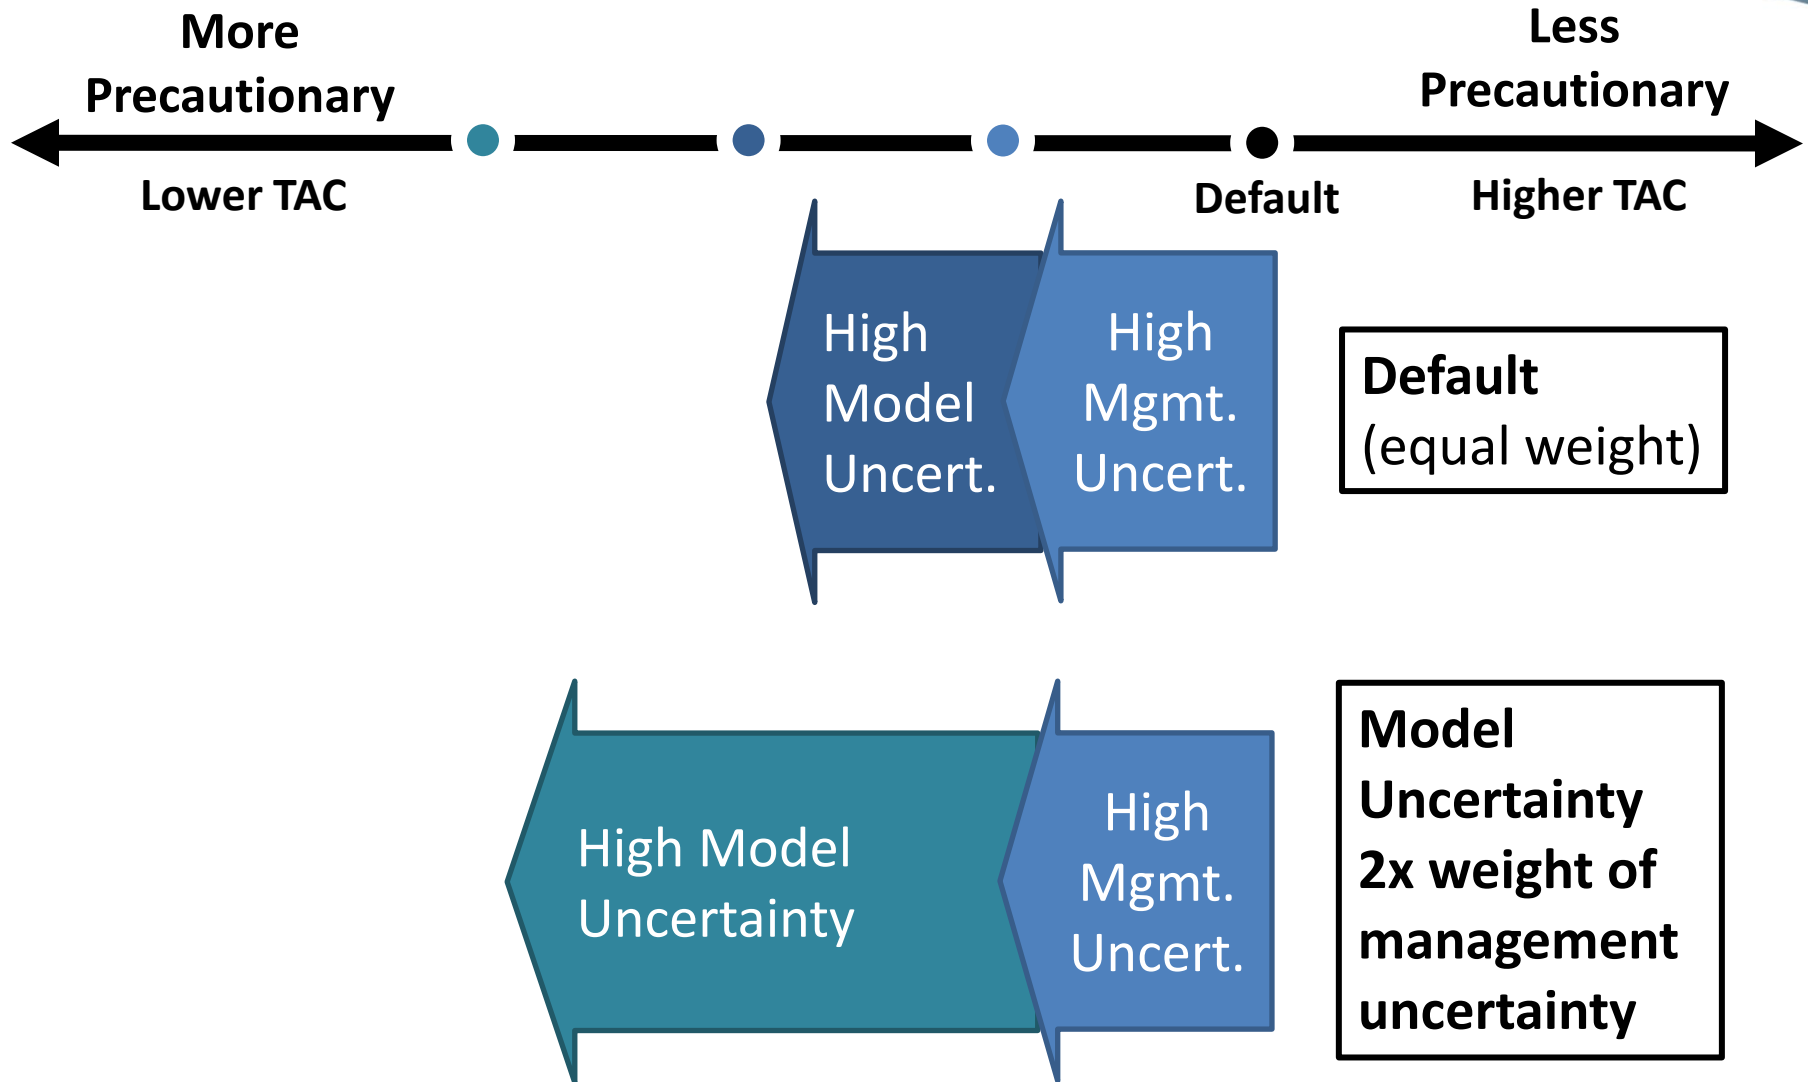 More
Precautionary
Less
Precautionary
Lower TAC
Default
Higher TAC
High
Model
Uncert.
High
Mgmt.
Uncert.
Default
(equal weight)
High Model
Uncertainty
High
Mgmt.
Uncert.
Model
Uncertainty
2x weight of
management
uncertainty